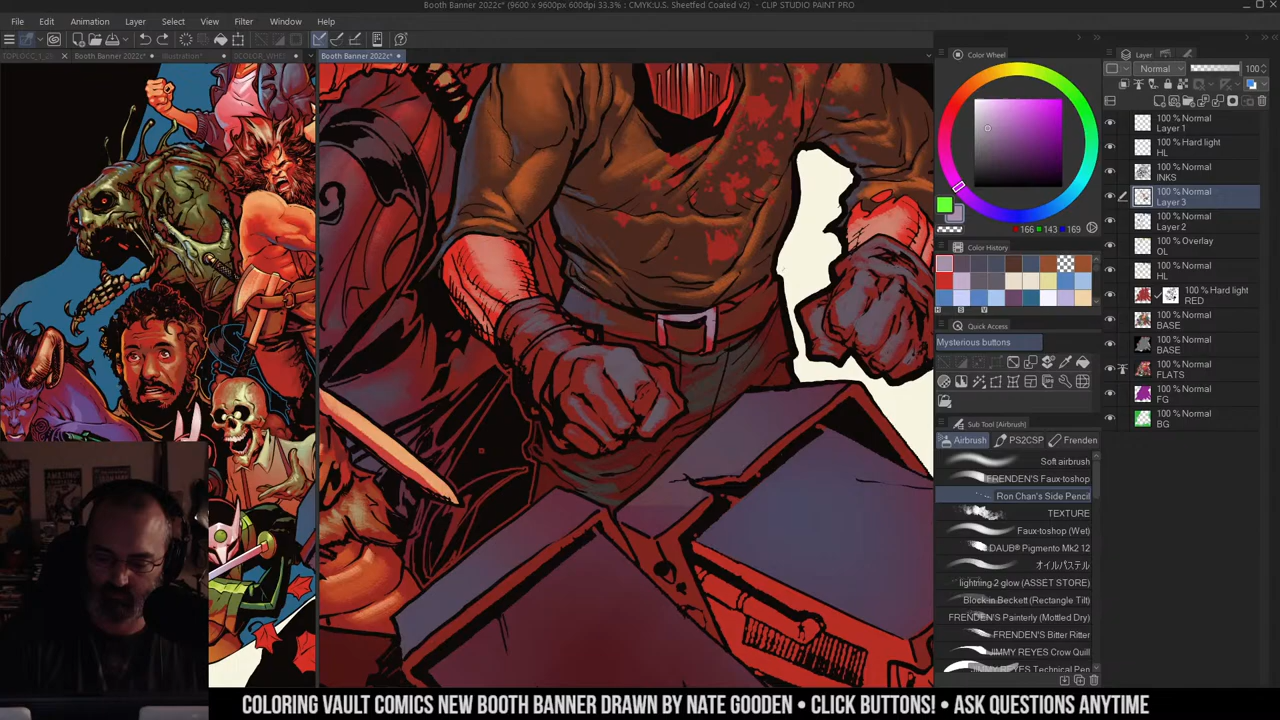 Booth Banner 2022c* (9600 x 9600px 600dpi 33.3% : CMYK:U.S. Sheetfed Coated v2) - CLIP STUDIO PAINT PRO
File Edit Animation Layer Select View Filter Window Help
Booth Banner 2022c* Illustration* Booth Banner 2022c*
Color Wheel
166 143 169
Color History
H S V
Quick Access
Mysterious buttons
Sub Tool [Airbrush]
Airbrush PS2CSP Frenden
Soft airbrush
FRENDEN'S Faux-toshop
Ron Chan's Side Pencil
TEXTURE
Faux-toshop (Wet)
DAUB® Pigmento Mk2 12
オイルパステル
lightning 2 glow (ASSET STORE)
Block-in Beckett (Rectangle Tilt)
FRENDEN'S Painterly (Mottled Dry)
FRENDEN'S Bitter Ritter
JIMMY REYES Crow Quill
JIMMY REYES Technical Pen
Layer
Normal 100
100 % Normal
Layer 1
100 % Hard light
HL
100 % Normal
INKS
100 % Normal
Layer 3
100 % Normal
Layer 2
100 % Overlay
OL
100 % Normal
HL
100 % Hard light
RED
100 % Normal
BASE
100 % Normal
BASE
100 % Normal
FLATS
100 % Normal
FG
100 % Normal
BG
COLORING VAULT COMICS NEW BOOTH BANNER DRAWN BY NATE GOODEN • CLICK BUTTONS! • ASK QUESTIONS ANYTIME